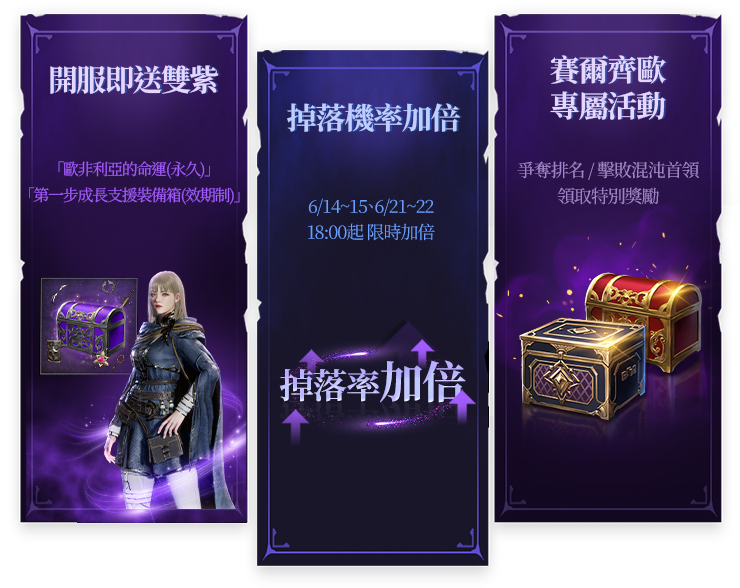 開服即送雙紫
「歐非利亞的命運(永久)」
「第一步成長支援裝備箱(效期制)」
掉落機率加倍
6/14~15、6/21~22
18:00起 限時加倍
掉落率加倍
賽爾齊歐
專屬活動
爭奪排名 / 擊敗混沌首領
領取特別獎勵